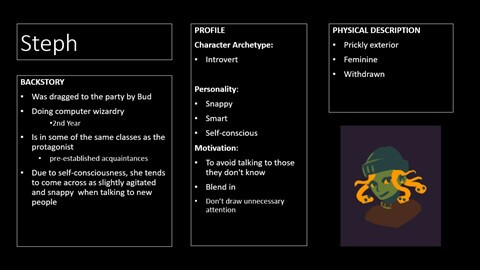 Steph
BACKSTORY
• Was dragged to the party by Bud
• Doing computer wizardry
•2nd Year
• Is in some of the same classes as the
protagonist
• pre-established acquaintances
• Due to self-consciousness, she tends
to come across as slightly agitated
and snappy when talking to new
people
PROFILE
Character Archetype:
• Introvert
Personality:
• Snappy
• Smart
• Self-conscious
Motivation:
• To avoid talking to those
they don't know
• Blend in
• Don't draw unnecessary
attention
PHYSICAL DESCRIPTION
• Prickly exterior
• Feminine
• Withdrawn